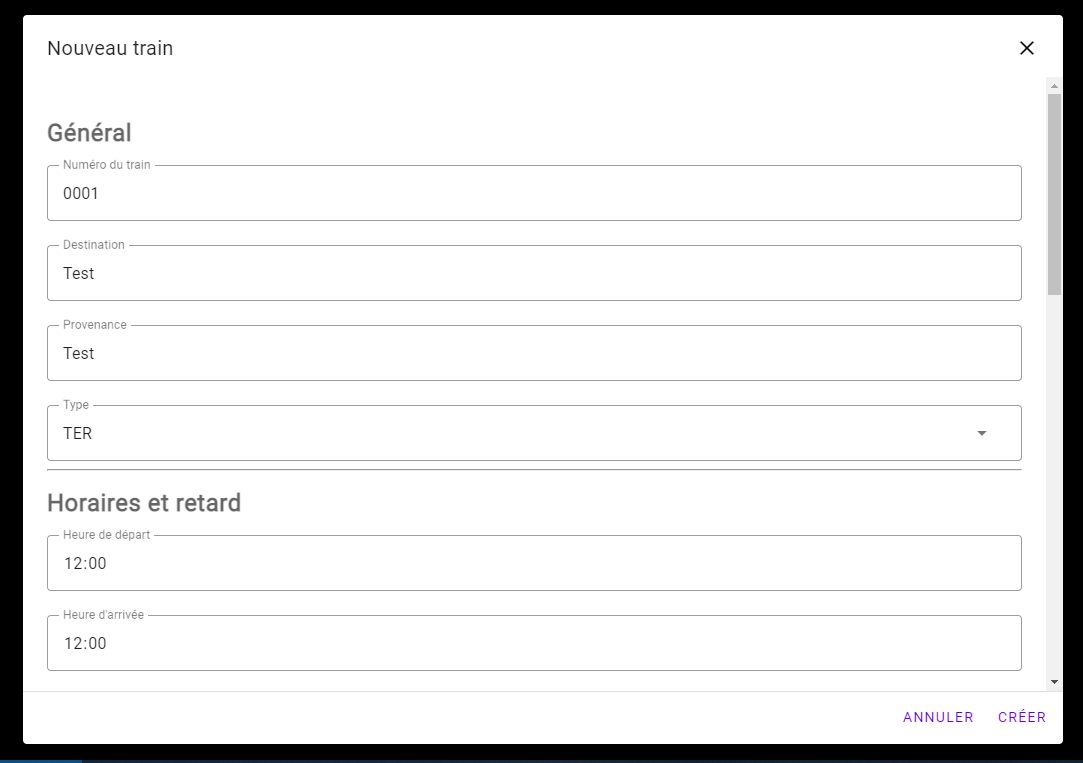 Nouveau train
Général
Numéro du train
0001
Destination
Test
Provenance
Test
Type
TER
Horaires et retard
Heure de départ
12:00
Heure d'arrivée
12:00
ANNULER CRÉER